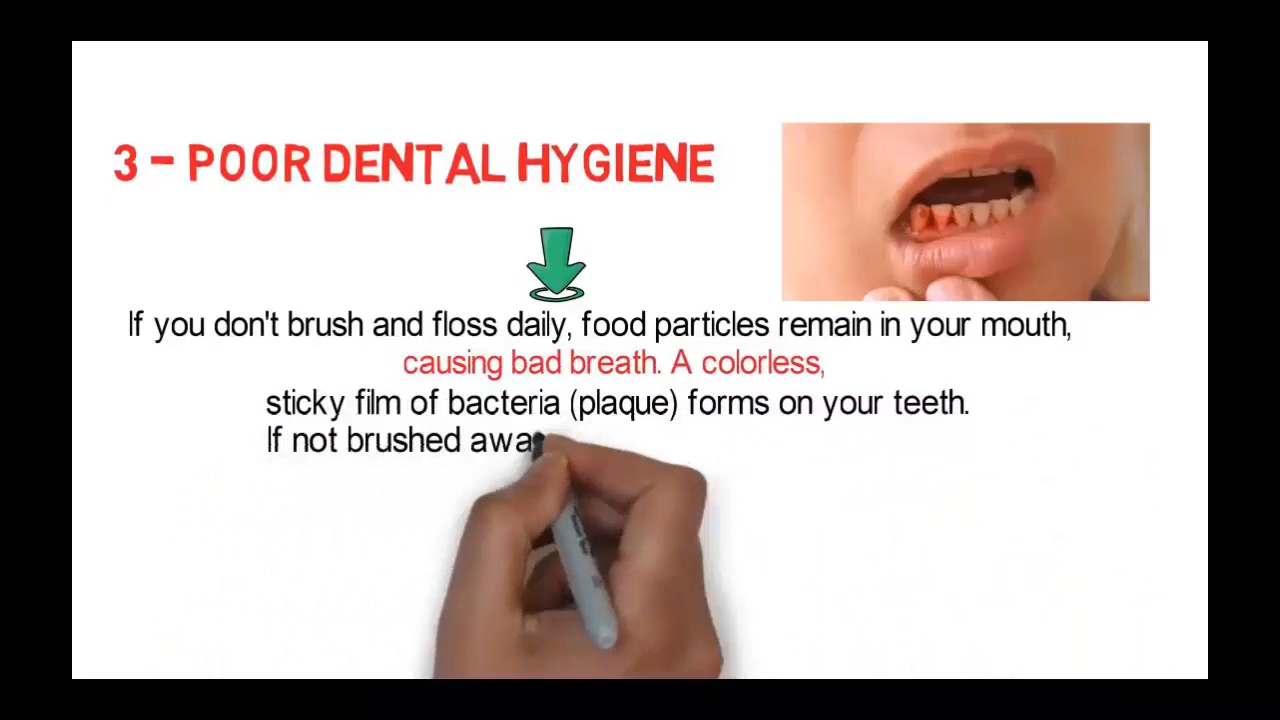 3 - POOR DENTAL HYGIENE
If you don't brush and floss daily, food particles remain in your mouth,
causing bad breath. A colorless,
sticky film of bacteria (plaque) forms on your teeth.
If not brushed awa